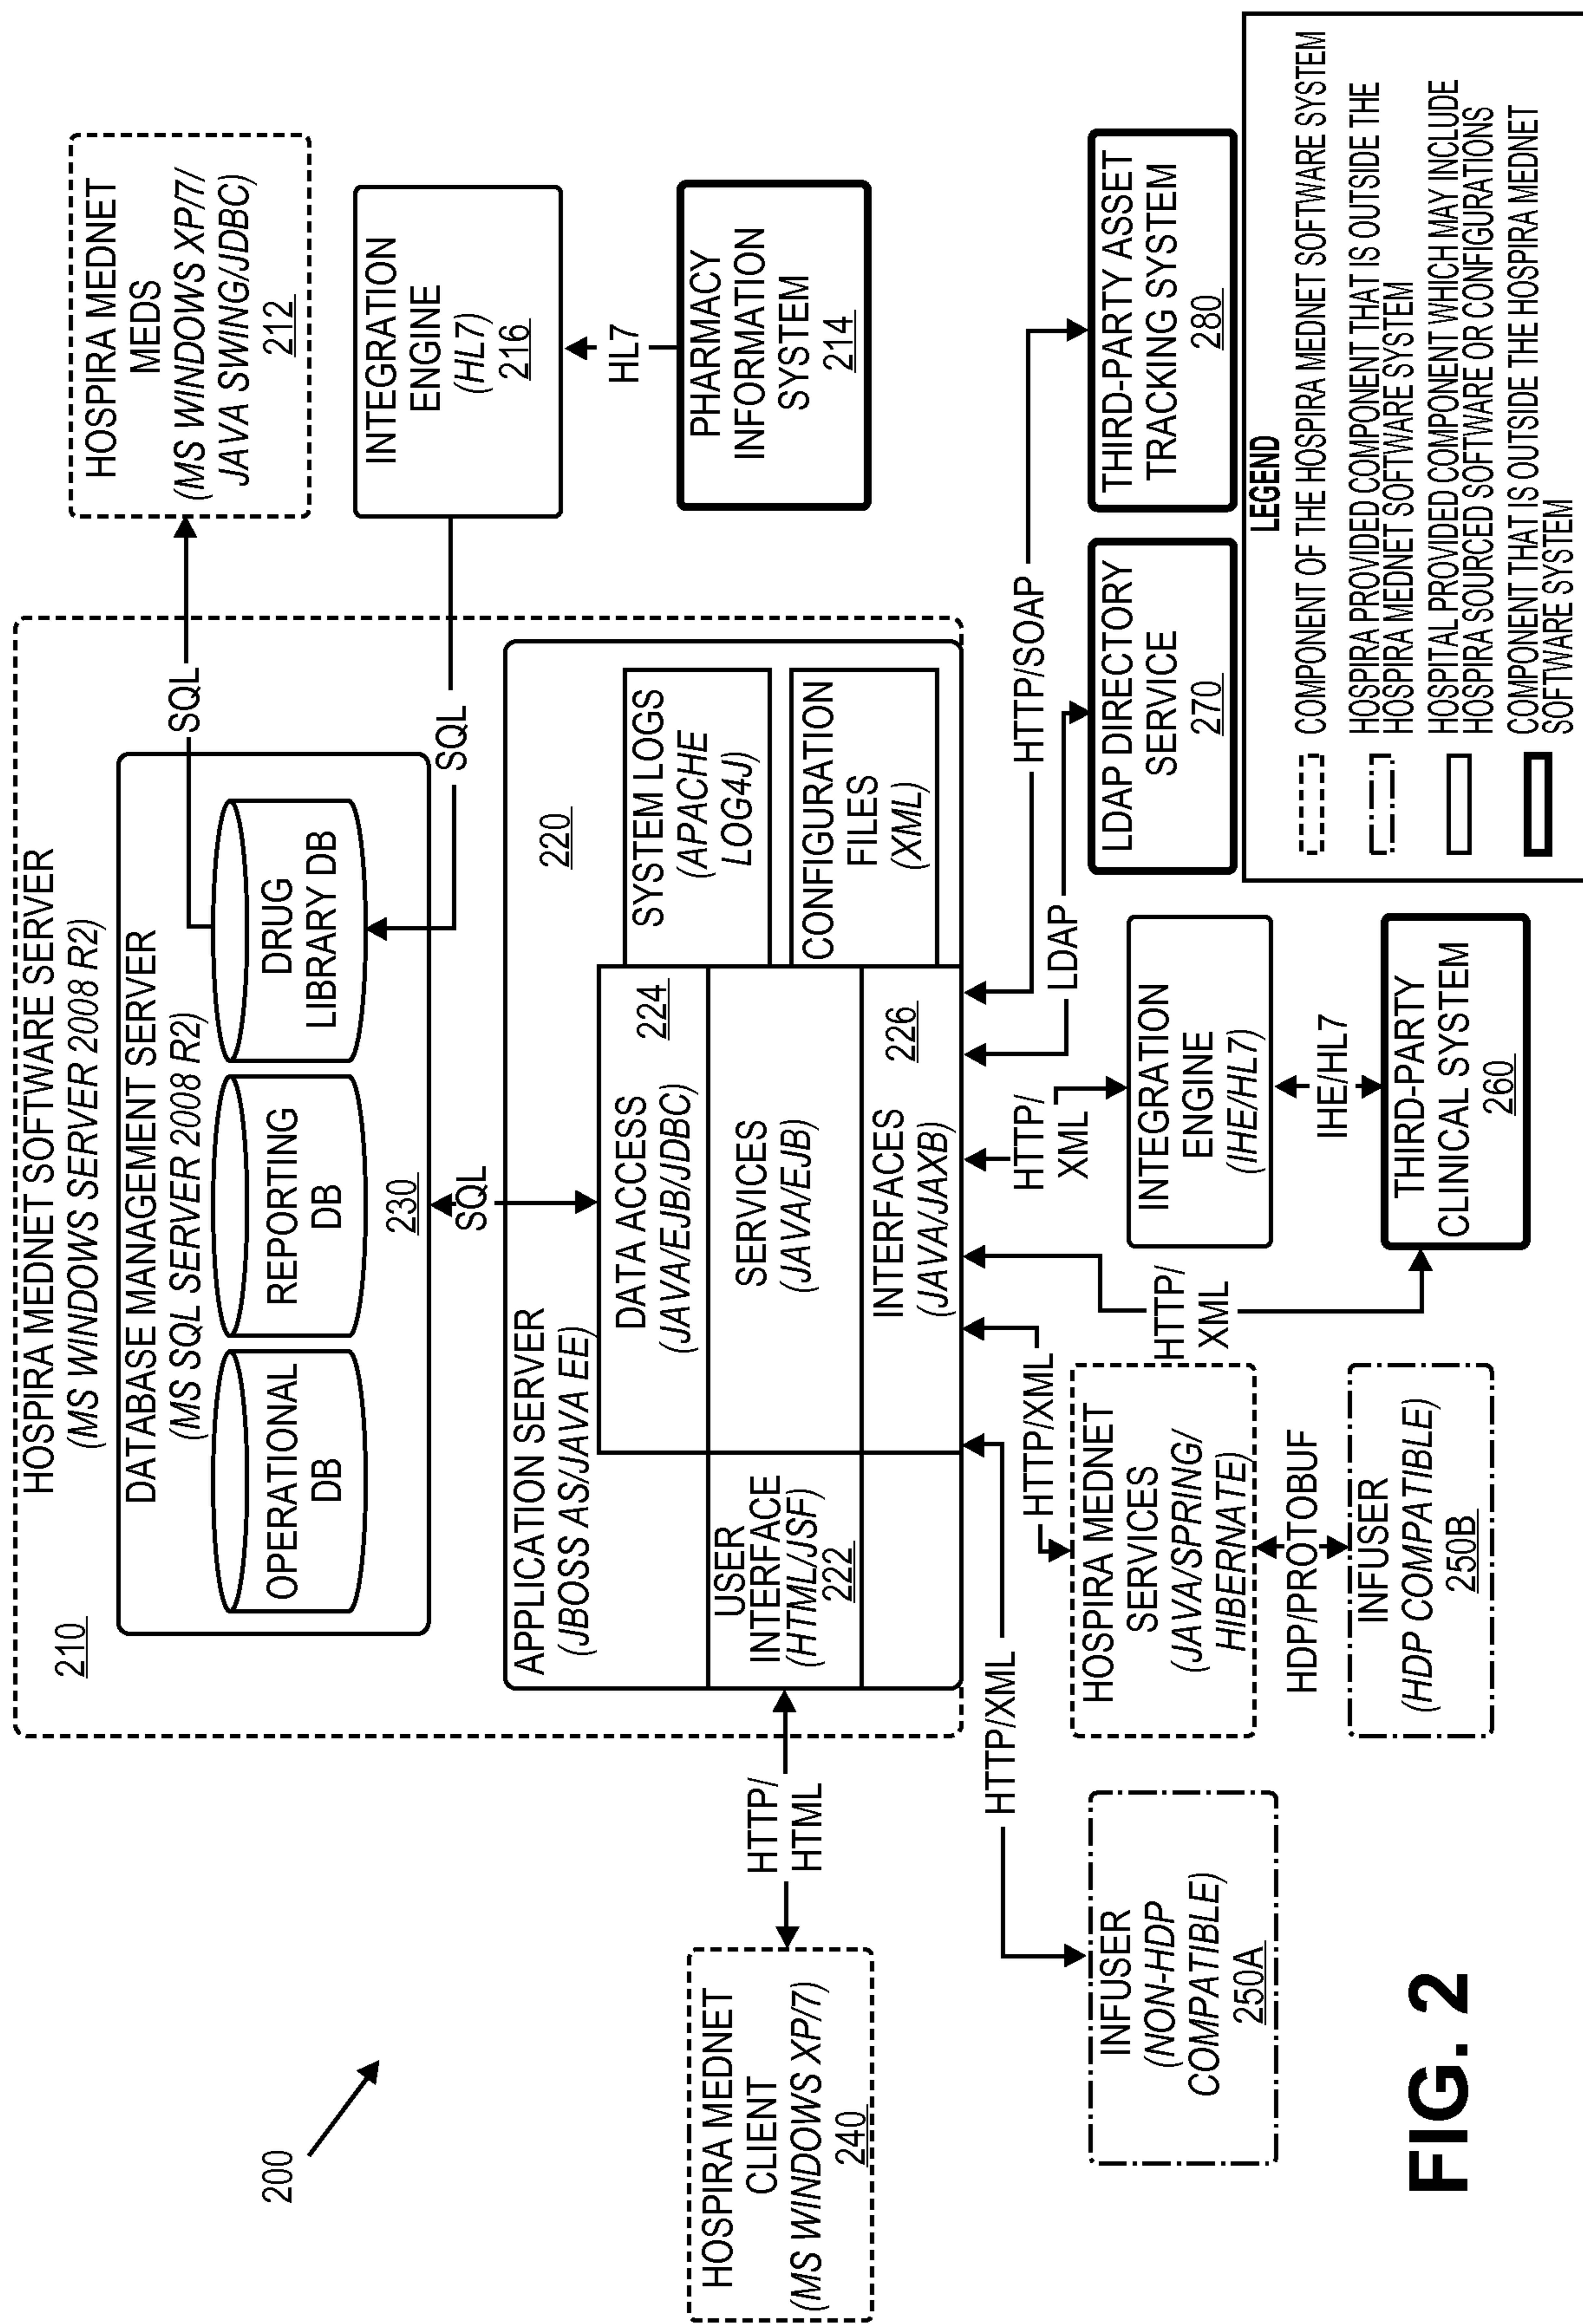 200
210
HOSPIRA MEDNET SOFTWARE SERVER
(MS WINDOWS SERVER 2008 R2)
DATABASE MANAGEMENT SERVER
(MS SQL SERVER 2008 R2)
OPERATIONAL
DB
REPORTING
DB
DRUG
LIBRARY DB
230
SQL
SQL
SQL
HOSPIRA MEDNET
MEDS
(MS WINDOWS XP/7/
JAVA SWING/JDBC)
212
INTEGRATION
ENGINE
(HL7)
216
HL7
PHARMACY
INFORMATION
SYSTEM
214
APPLICATION SERVER
(JBOSS AS/JAVA EE)
220
DATA ACCESS
(JAVA/EJB/JDBC)
224
SERVICES
(JAVA/EJB)
INTERFACES
(JAVA/JAXB)
226
USER
INTERFACE
(HTML/JSF)
222
SYSTEM LOGS
(APACHE
LOG4J)
CONFIGURATION
FILES
(XML)
HTTP/
HTML
HOSPIRA MEDNET
CLIENT
(MS WINDOWS XP/7)
240
HTTP/XML
INFUSER
(NON-HDP
COMPATIBLE)
250A
HTTP/XML
HOSPIRA MEDNET
SERVICES
(JAVA/SPRING/
HIBERNATE)
HDP/PROTOBUF
INFUSER
(HDP COMPATIBLE)
250B
HTTP/
XML
HTTP/
XML
INTEGRATION
ENGINE
(IHE/HL7)
IHE/HL7
THIRD-PARTY
CLINICAL SYSTEM
260
LDAP
LDAP DIRECTORY
SERVICE
270
HTTP/SOAP
THIRD-PARTY ASSET
TRACKING SYSTEM
280
LEGEND
COMPONENT OF THE HOSPIRA MEDNET SOFTWARE SYSTEM
HOSPIRA PROVIDED COMPONENT THAT IS OUTSIDE THE
HOSPIRA MEDNET SOFTWARE SYSTEM
HOSPITAL PROVIDED COMPONENT WHICH MAY INCLUDE
HOSPIRA SOURCED SOFTWARE OR CONFIGURATIONS
COMPONENT THAT IS OUTSIDE THE HOSPIRA MEDNET
SOFTWARE SYSTEM
FIG. 2